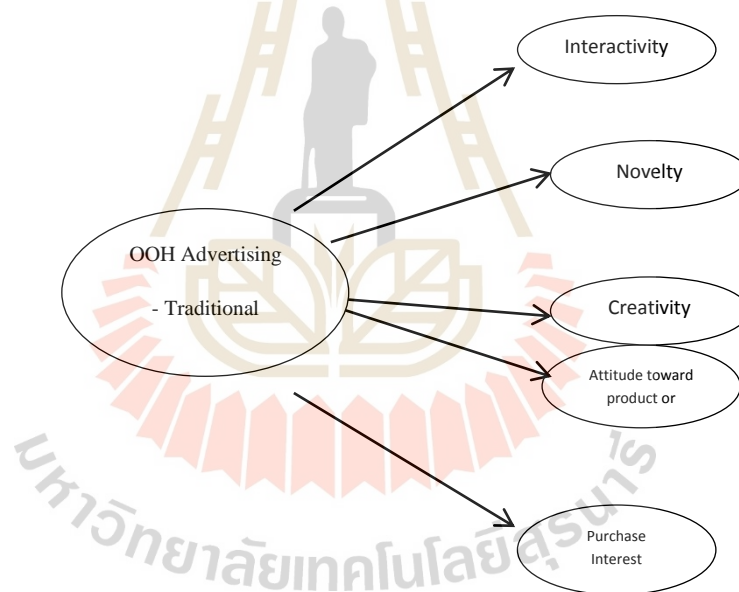 Interactivity
Novelty
OOH Advertising
- Traditional
Creativity
Attitude toward
product or
Purchase
Interest
มหาวิทยาลัยเทคโนโลยีสุรนารี